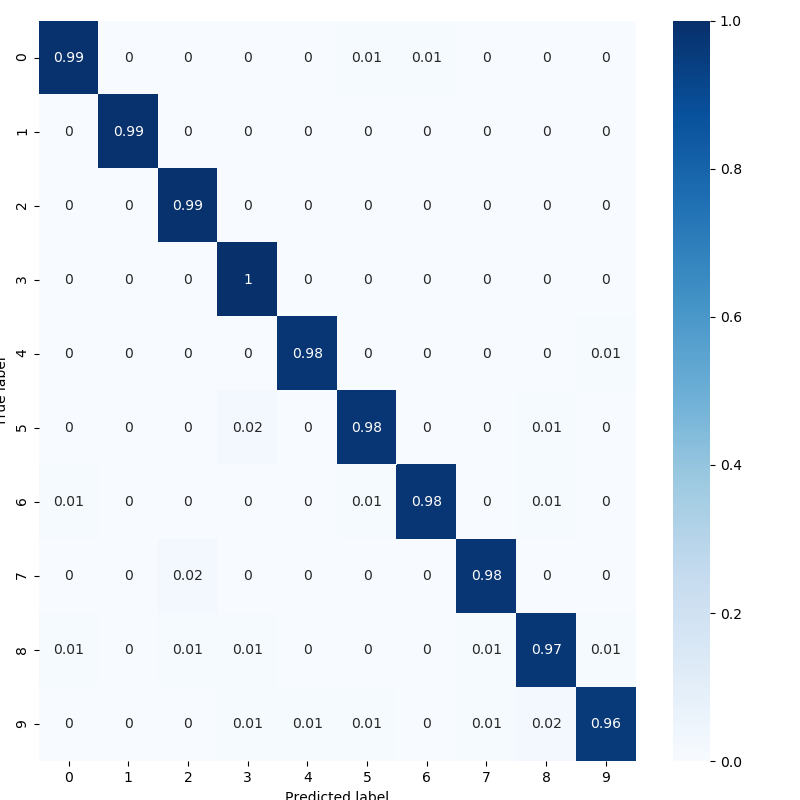 0 0.99 0 0 0 0 0.01 0.01 0 0 0
1 0 0.99 0 0 0 0 0 0 0 0
2 0 0 0.99 0 0 0 0 0 0 0
3 0 0 0 1 0 0 0 0 0 0
4 0 0 0 0 0.98 0 0 0 0 0.01
5 0 0 0 0.02 0 0.98 0 0 0.01 0
6 0.01 0 0 0 0 0.01 0.98 0 0.01 0
7 0 0 0.02 0 0 0 0 0.98 0 0
8 0.01 0 0.01 0.01 0 0 0 0.01 0.97 0.01
9 0 0 0 0.01 0.01 0.01 0 0.01 0.02 0.96
0 1 2 3 4 5 6 7 8 9
Predicted label
True label
1.0
0.8
0.6
0.4
0.2
0.0